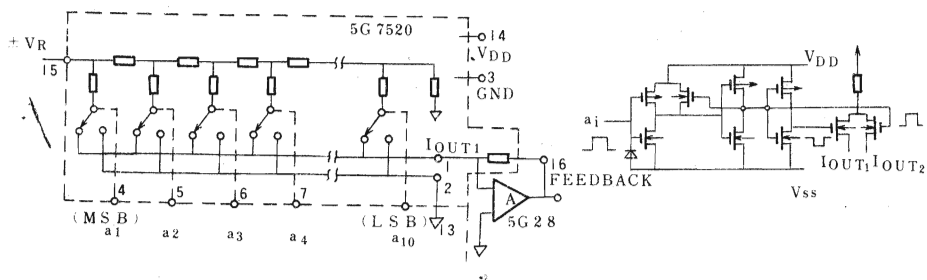 5G 7520
± VR
15
14
VDD
3
GND
IOUT1
1
2
16
FEEDBACK
A
5G28
13
4
5
6
7
(MSB)
(LSB)
a1
a2
a3
a4
a10
VDD
ai
IOUT1
IOUT2
VSS